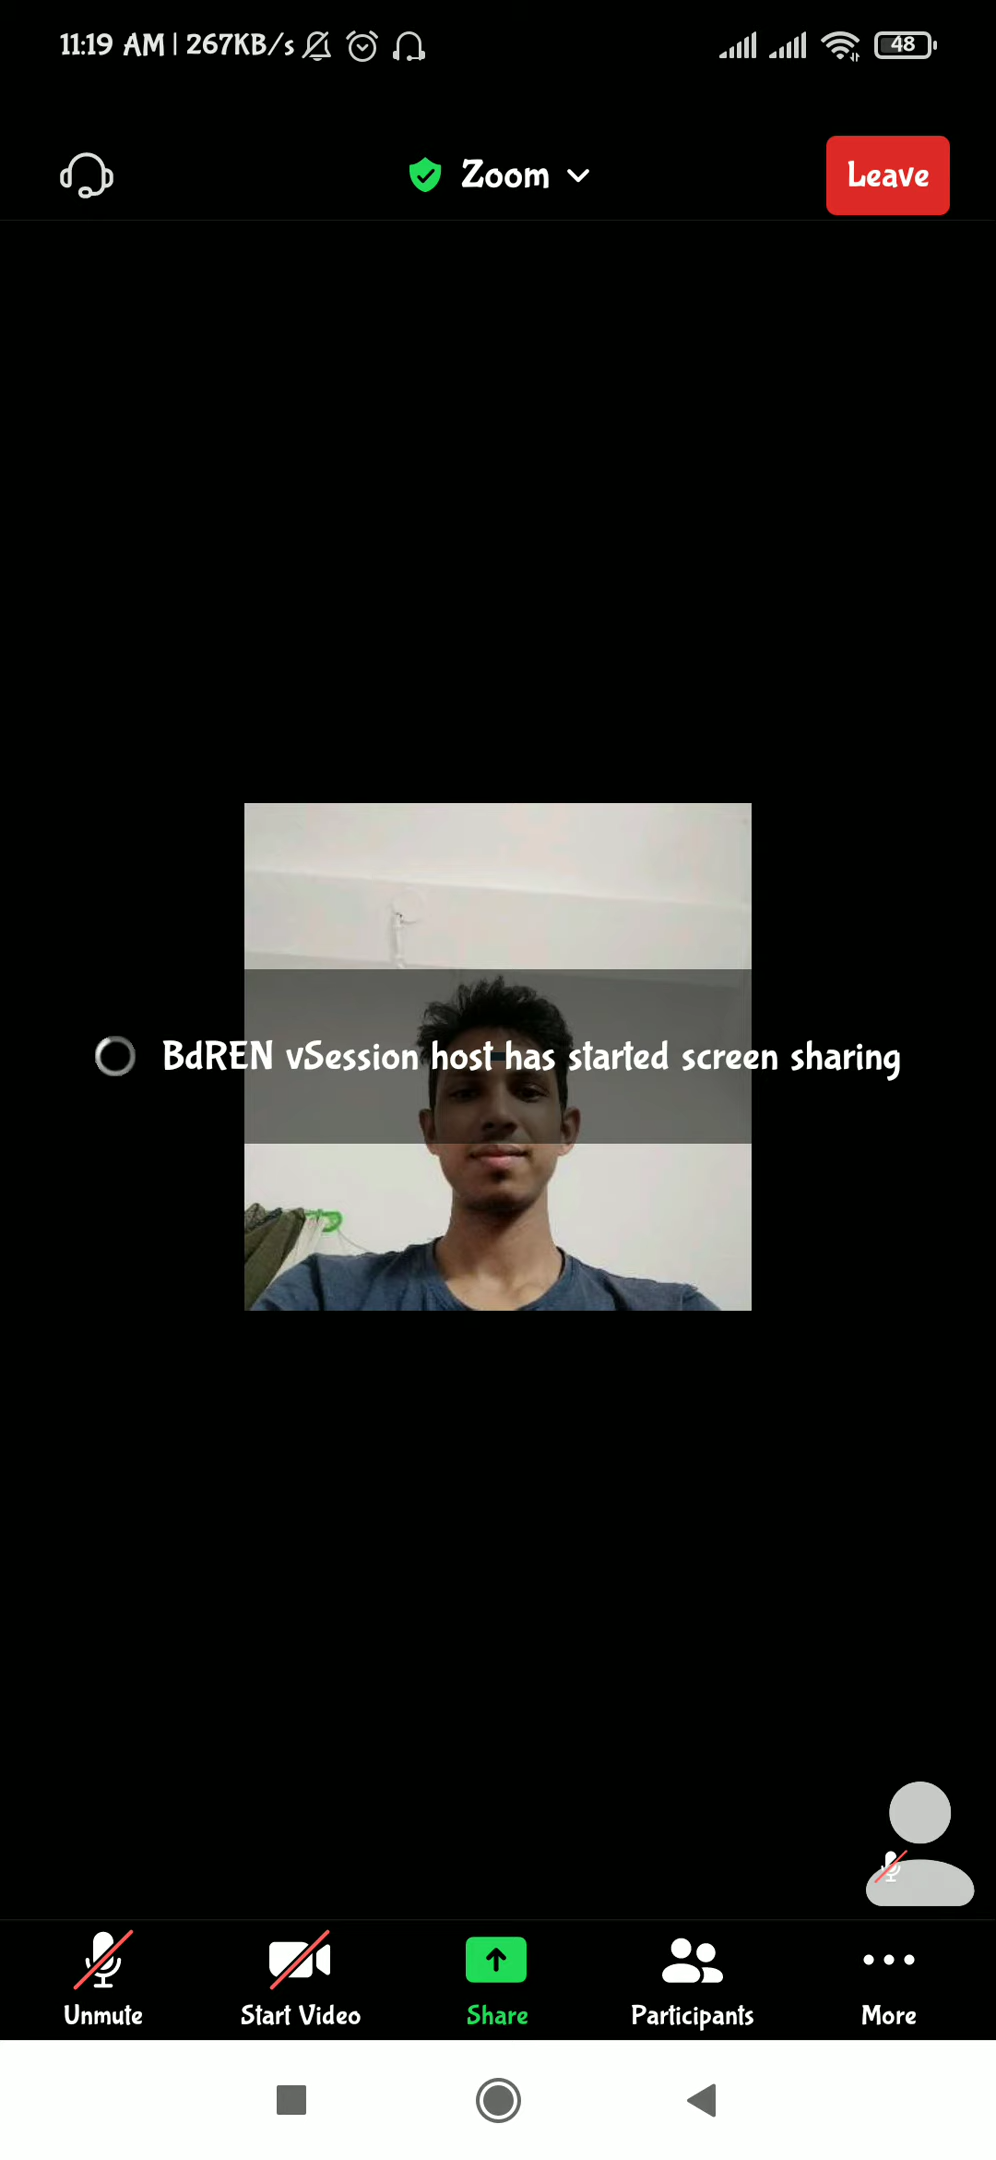 11:19 AM | 267KB/s 48
Zoom
Leave
BdREN vSession host has started screen sharing
Unmute
Start Video
Share
Participants
More